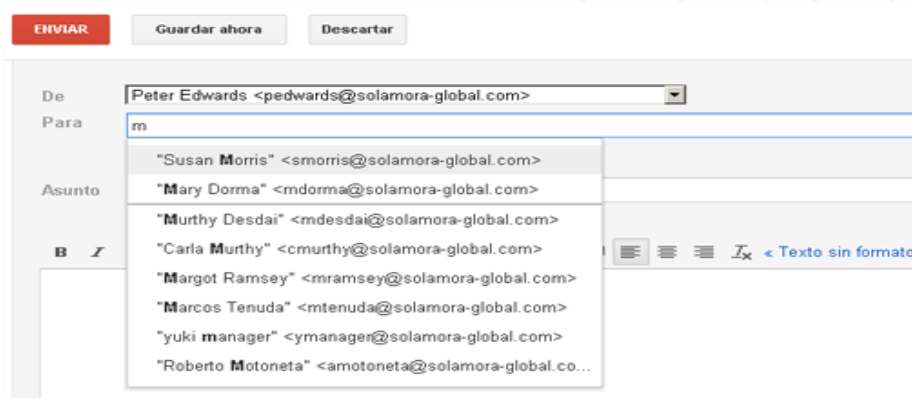 ENVIAR Guardar ahora Descartar
De Peter Edwards <pedwards@solamora-global.com>
Para m
"Susan Morris" <smorris@solamora-global.com>
"Mary Dorma" <mdorma@solamora-global.com>
Asunto
"Murthy Desdai" <mdesdai@solamora-global.com>
"Carla Murthy" <cmurthy@solamora-global.com>
B I Tx « Texto sin formato
"Margot Ramsey" <mramsey@solamora-global.com>
"Marcos Tenuda" <mtenuda@solamora-global.com>
"yuki manager" <ymanager@solamora-global.com>
"Roberto Motoneta" <amotoneta@solamora-global.co...